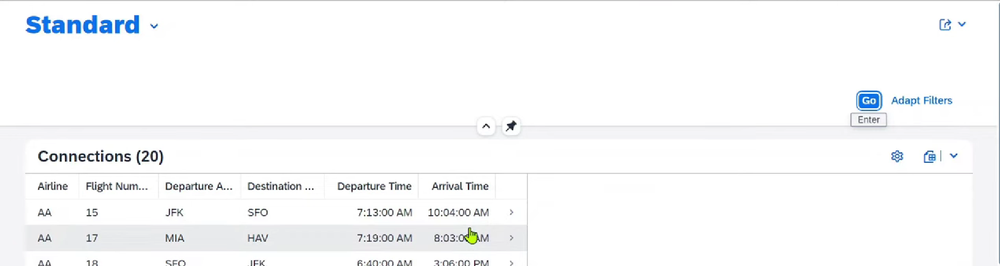 Standard
Go Adapt Filters
Enter
Connections (20)
Airline Flight Num... Departure A... Destination ... Departure Time Arrival Time
AA 15 JFK SFO 7:13:00 AM 10:04:00 AM
AA 17 MIA HAV 7:19:00 AM 8:03:00 AM
AA 18 SFO JFK 6:40:00 AM 3:06:00 PM